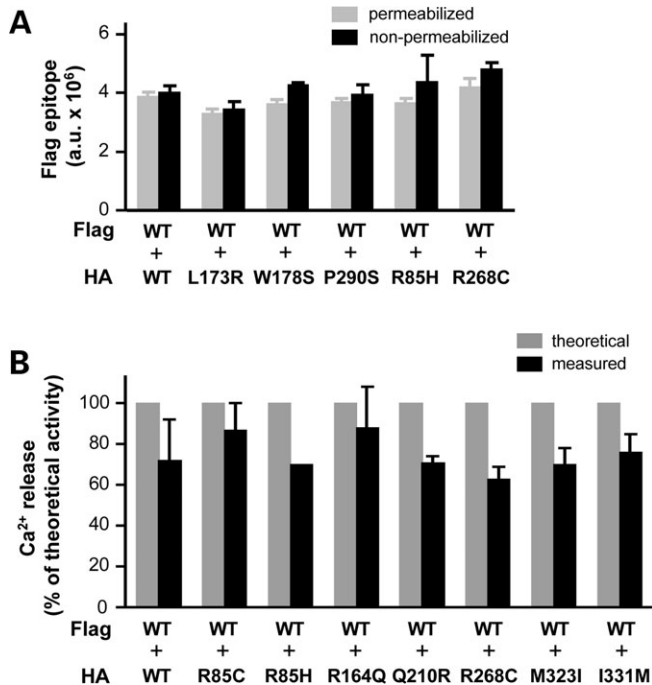 A
permeabilized
non-permeabilized
Flag epitope
(a.u. x 10⁶)
6
4
2
0
Flag WT WT WT WT WT WT
+ + + + + +
HA WT L173R W178S P290S R85H R268C
B
theoretical
measured
Ca²⁺ release
(% of theoretical activity)
100
80
60
40
20
0
Flag WT WT WT WT WT WT WT WT
+ + + + + + + +
HA WT R85C R85H R164Q Q210R R268C M323I I331M